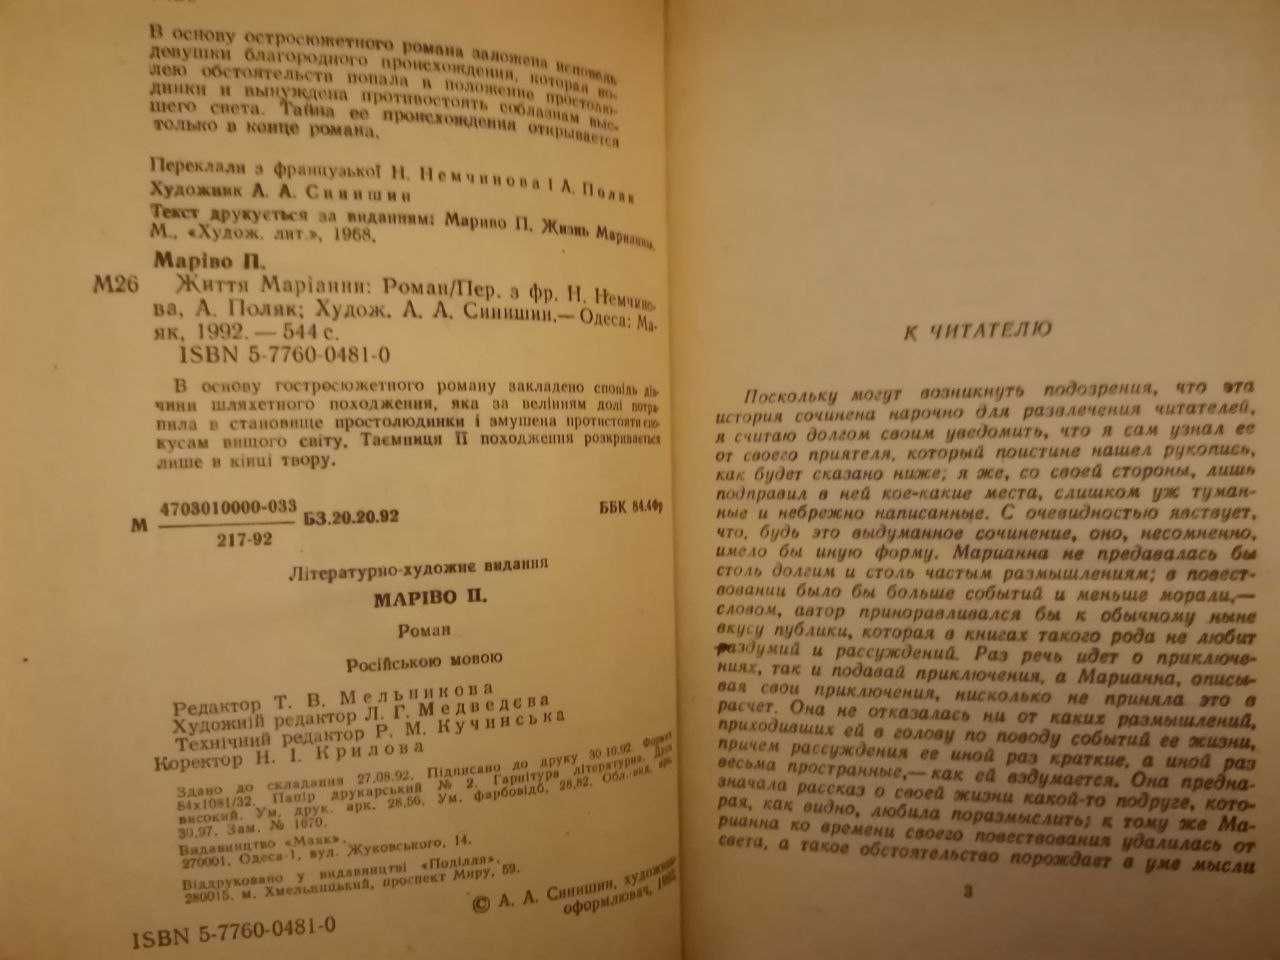 В основу остросюжетного романа заложена исповедь
девушки благородного происхождения, которая во-
лею обстоятельств попала в положение простолю-
динки и вынуждена противостоять соблазнам выс-
шего света. Тайна ее происхождения открывается
только в конце романа.
Переклали з французької Н. Немчинова і А. Поляк
Художник А. А. Синишин
Текст друкується за виданням: Мариво П. Жизнь Марианны.
М., «Худож. лит.», 1968.
Маріво П.
М26 Життя Маріанни: Роман/Пер. з фр. Н. Немчино-
ва, А. Поляк; Худож. А. А. Синишин.— Одеса: Ма-
як, 1992. — 544 с.
ISBN 5-7760-0481-0
В основу гостросюжетного роману закладено сповідь дів-
чини шляхетного походження, яка за велінням долі потра-
пила в становище простолюдинки і змушена протистояти спо-
кусам вищого світу. Таємниця її походження розкривається
лише в кінці твору.
М 4703010000-033 БЗ.20.20.92
217-92
ББК 84.4Фр
Літературно-художнє видання
МАРІВО П.
Роман
Російською мовою
Редактор Т. В. Мельникова
Художній редактор Л. Г. Медведєва
Технічний редактор Р. М. Кучинська
Коректор Н. І. Крилова
Здано до складання 27.08.92. Підписано до друку 30.10.92. Формат
84х1081/32. Папір друкарський № 2. Гарнітура літературна. Друк
високий. Ум. друк. арк. 28,56. Ум. фарбовідб. 28,82. Обл.-вид. арк.
30,97. Зам. № 1670.
Видавництво «Маяк».
270001, Одеса-1, вул. Жуковського, 14.
Віддруковано у видавництві «Поділля».
280015, м. Хмельницький, проспект Миру, 59.
© А. А. Синишин, художнє
оформлювач, 1992
ISBN 5-7760-0481-0
К ЧИТАТЕЛЮ
Поскольку могут возникнуть подозрения, что эта
история сочинена нарочно для развлечения читателей,
я считаю долгом своим уведомить, что я сам узнал ее
от своего приятеля, который поистине нашел рукопись,
как будет сказано ниже; я же, со своей стороны, лишь
подправил в ней кое-какие места, слишком уж туман-
ные и небрежно написанные. С очевидностью явствует,
что, будь это выдуманное сочинение, оно, несомненно,
имело бы иную форму. Марианна не предавалась бы
столь долгим и столь частым размышлениям; в повест-
вовании было бы больше событий и меньше морали,—
словом, автор приноравливался бы к обычному ныне
вкусу публики, которая в книгах такого рода не любит
раздумий и рассуждений. Раз речь идет о приключе-
ниях, так и подавай приключения, а Марианна, описы-
вая свои приключения, нисколько не приняла это в
расчет. Она не отказалась ни от каких размышлений,
приходивших ей в голову по поводу событий ее жизни,
причем рассуждения ее иной раз краткие, а иной раз
весьма пространные,— как ей вздумается. Она предна-
значала рассказ о своей жизни какой-то подруге, кото-
рая, как видно, любила поразмыслить; к тому же Ма-
рианна ко времени своего повествования удалилась от
света, а такое обстоятельство порождает в уме мысли
3